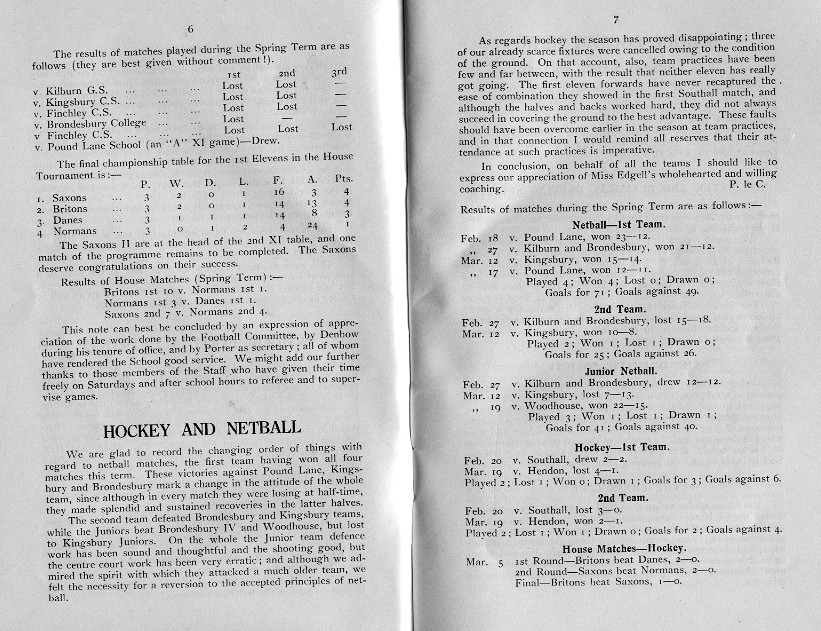 6
The results of matches played during the Spring Term are as
follows (they are best given without comment!).
1st 2nd 3rd
v Kilburn G.S. ... ... ... Lost Lost —
v. Kingsbury C.S. ... ... Lost Lost —
v. Finchley C.S. ... ... ... Lost Lost —
v. Brondesbury College ... ... Lost — —
v Finchley C.S. ... ... ... Lost Lost Lost
v. Pound Lane School (an "A" XI game)—Drew.
The final championship table for the 1st Elevens in the House
Tournament is:—
P. W. D. L. F. A. Pts.
1. Saxons ... 3 2 0 1 16 3 4
2. Britons ... 3 2 0 1 14 13 4
3. Danes ... 3 1 1 1 14 8 3
4 Normans ... 3 0 1 2 4 24 1
The Saxons II are at the head of the 2nd XI table, and one
match of the programme remains to be completed. The Saxons
deserve congratulations on their success.
Results of House Matches (Spring Term):—
Britons 1st 10 v. Normans 1st 1.
Normans 1st 3 v. Danes 1st 1.
Saxons 2nd 7 v. Normans 2nd 4.
This note can best be concluded by an expression of appre-
ciation of the work done by the Football Committee, by Denbow
during his tenure of office, and by Porter as secretary; all of whom
have rendered the School good service. We might add our further
thanks to those members of the Staff who have given their time
freely on Saturdays and after school hours to referee and to super-
vise games.
HOCKEY AND NETBALL
We are glad to record the changing order of things with
regard to netball matches, the first team having won all four
matches this term. These victories against Pound Lane, Kings-
bury and Brondesbury mark a change in the attitude of the whole
team, since although in every match they were losing at half-time,
they made splendid and sustained recoveries in the latter halves.
The second team defeated Brondesbury and Kingsbury teams,
while the Juniors beat Brondesbury IV and Woodhouse, but lost
to Kingsbury Juniors. On the whole the Junior team defence
work has been sound and thoughtful and the shooting good, but
the centre court work has been very erratic; and although we ad-
mired the spirit with which they attacked a much older team, we
felt the necessity for a reversion to the accepted principles of net-
ball.
7
As regards hockey the season has proved disappointing; three
of our already scarce fixtures were cancelled owing to the condition
of the ground. On that account, also, team practices have been
few and far between, with the result that neither eleven has really
got going. The first eleven forwards have never recaptured the
ease of combination they showed in the first Southall match, and
although the halves and backs worked hard, they did not always
succeed in covering the ground to the best advantage. These faults
should have been overcome earlier in the season at team practices,
and in that connection I would remind all reserves that their at-
tendance at such practices is imperative.
In conclusion, on behalf of all the teams I should like to
express our appreciation of Miss Edgell's wholehearted and willing
coaching. P. le C.
Results of matches during the Spring Term are as follows:—
Netball—1st Team.
Feb. 18 v. Pound Lane, won 23—12.
„ 27 v. Kilburn and Brondesbury, won 21—12.
Mar. 12 v. Kingsbury, won 15—14.
„ 17 v. Pound Lane, won 12—11.
Played 4; Won 4; Lost 0; Drawn 0;
Goals for 71; Goals against 49.
2nd Team.
Feb. 27 v. Kilburn and Brondesbury, lost 15—18.
Mar. 12 v. Kingsbury, won 10—8.
Played 2; Won 1; Lost 1; Drawn 0;
Goals for 25; Goals against 26.
Junior Netball.
Feb. 27 v. Kilburn and Brondesbury, drew 12—12.
Mar. 12 v. Kingsbury, lost 7—13.
„ 19 v. Woodhouse, won 22—15.
Played 3; Won 1; Lost 1; Drawn 1;
Goals for 41; Goals against 40.
Hockey—1st Team.
Feb. 20 v. Southall, drew 2—2.
Mar. 19 v. Hendon, lost 4—1.
Played 2; Lost 1; Won 0; Drawn 1; Goals for 3; Goals against 6.
2nd Team.
Feb. 20 v. Southall, lost 3—0.
Mar. 19 v. Hendon, won 2—1.
Played 2; Lost 1; Won 1; Drawn 0; Goals for 2; Goals against 4.
House Matches—Hockey.
Mar. 5 1st Round—Britons beat Danes, 2—0.
2nd Round—Saxons beat Normans, 2—0.
Final—Britons beat Saxons, 1—0.